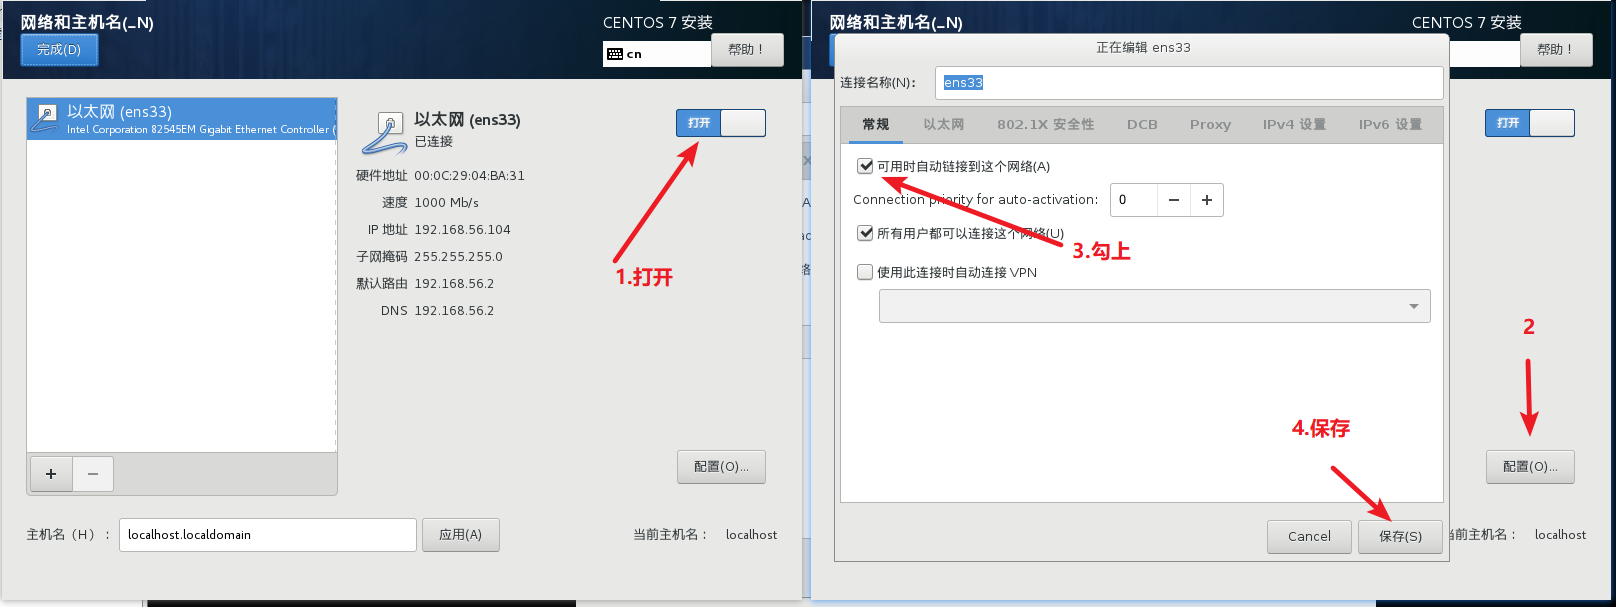 网络和主机名(_N)
CENTOS 7 安装
完成(D)
cn
帮助！
以太网 (ens33)
Intel Corporation 82545EM Gigabit Ethernet Controller (
以太网 (ens33)
已连接
打开
硬件地址 00:0C:29:04:BA:31
速度 1000 Mb/s
IP 地址 192.168.56.104
子网掩码 255.255.255.0
默认路由 192.168.56.2
DNS 192.168.56.2
1.打开
+ −
配置(O)...
主机名（H）： localhost.localdomain 应用(A) 当前主机名： localhost
网络和主机名(_N)
CENTOS 7 安装
帮助！
正在编辑 ens33
连接名称(N)： ens33
常规 以太网 802.1X 安全性 DCB Proxy IPv4 设置 IPv6 设置
打开
可用时自动链接到这个网络(A)
Connection priority for auto-activation: 0 − +
所有用户都可以连接这个网络(U)
3.勾上
使用此连接时自动连接 VPN
2
4.保存
配置(O)...
Cancel 保存(S)
前主机名： localhost